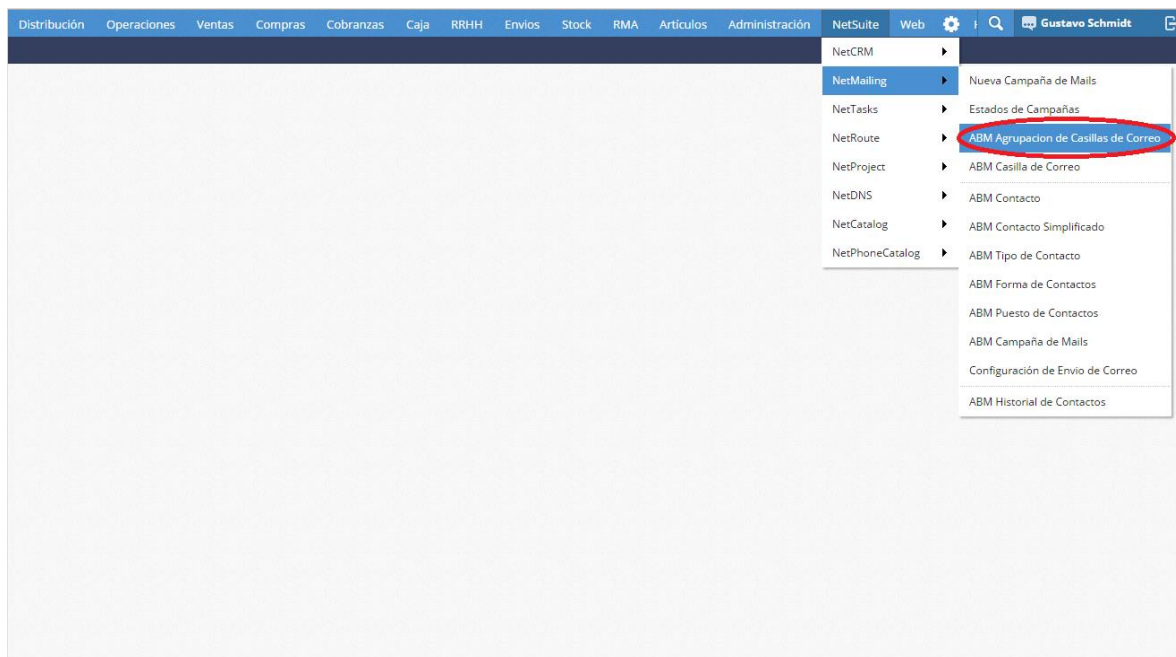 Distribución Operaciones Ventas Compras Cobranzas Caja RRHH Envios Stock RMA Artículos Administración NetSuite Web Gustavo Schmidt
NetCRM
NetMailing
NetTasks
NetRoute
NetProject
NetDNS
NetCatalog
NetPhoneCatalog
Nueva Campaña de Mails
Estados de Campañas
ABM Agrupacion de Casillas de Correo
ABM Casilla de Correo
ABM Contacto
ABM Contacto Simplificado
ABM Tipo de Contacto
ABM Forma de Contactos
ABM Puesto de Contactos
ABM Campaña de Mails
Configuración de Envio de Correo
ABM Historial de Contactos